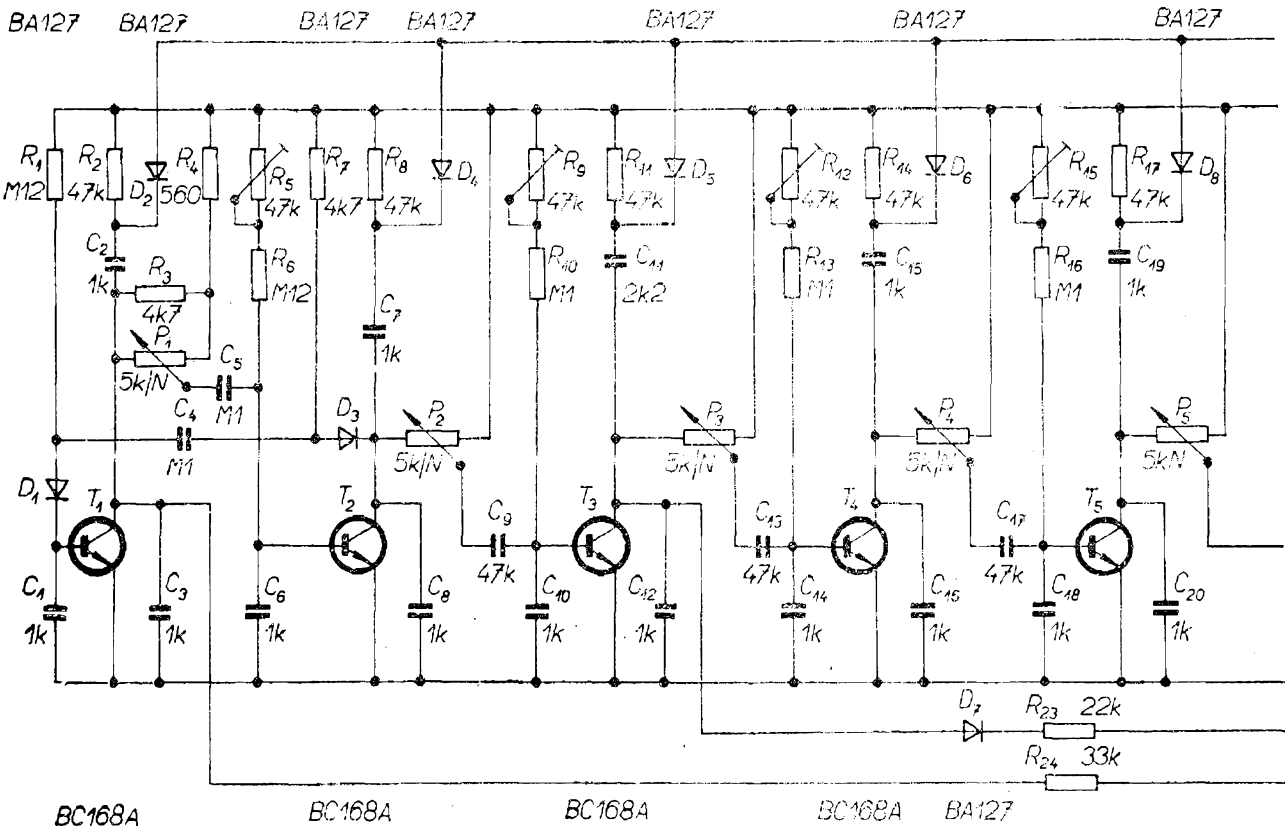 BA127 BA127 BA127 BA127 BA127 BA127 BA127
R1 R2 R4 R5 R7 R8 D4 R9 R11 D5 R12 R14 D6 R15 R17 D8
M12 47k D2 560 47k 4k7 47k 47k 47k 47k 47k 47k 47k
C2 R3 R6 R10 C11 R13 C15 R16 C19
1k 4k7 M12 C7 M1 2k2 M1 1k M1 1k
P1 C5 1k
5k/N M1
C4 D3 P2 P3 P4 P5
M1 5k/N 5k/N 5k/N 5kN
D1 T1 T2 C9 T3 C13 T4 C17 T5
47k 47k 47k
C1 C3 C6 C8 C10 C12 C14 C16 C18 C20
1k 1k 1k 1k 1k 1k 1k 1k 1k 1k
D7 R23 22k
R24 33k
BC168A BC168A BC168A BC168A BA127